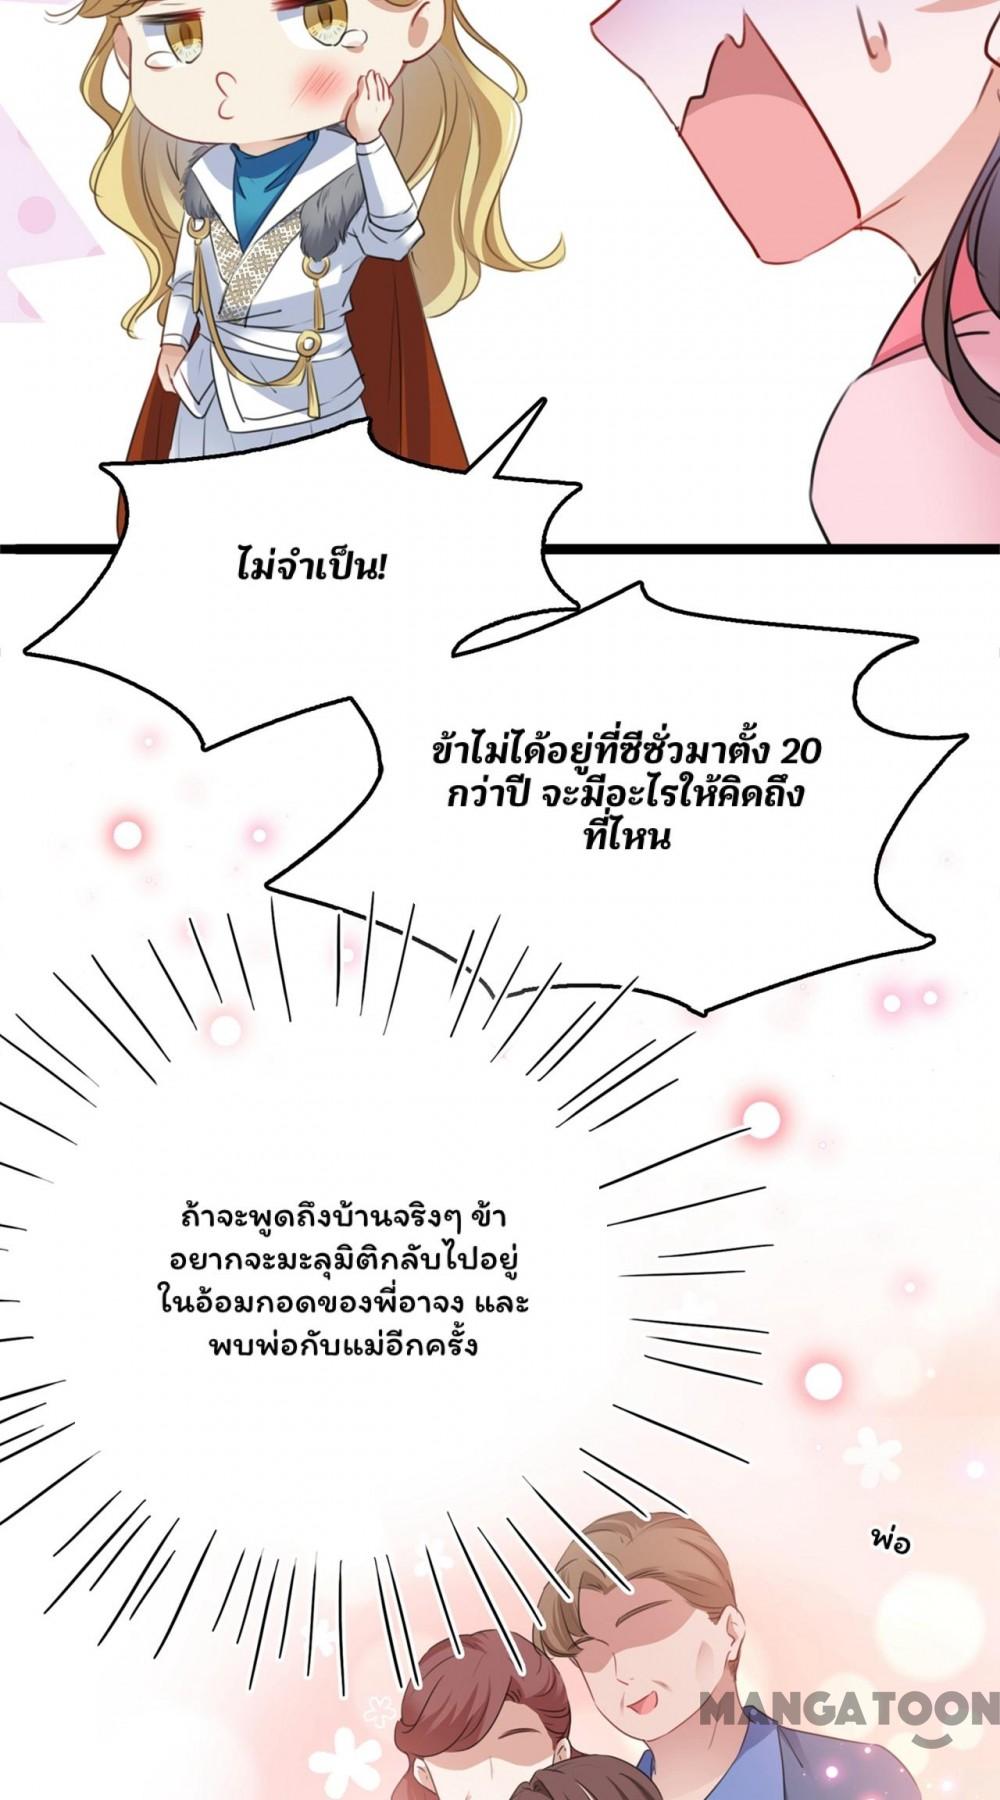 ไม่จำเป็น!
ข้าไม่ได้อยู่ที่ซีซั่วมาตั้ง 20
กว่าปี จะมีอะไรให้คิดถึง
ที่ไหน
ถ้าจะพูดถึงบ้านจริงๆ ข้า
อยากจะมะลุมิติกลับไปอยู่
ในอ้อมกอดของพี่อาจง และ
พบพ่อกับแม่อีกครั้ง
พ่อ
MANGATOON